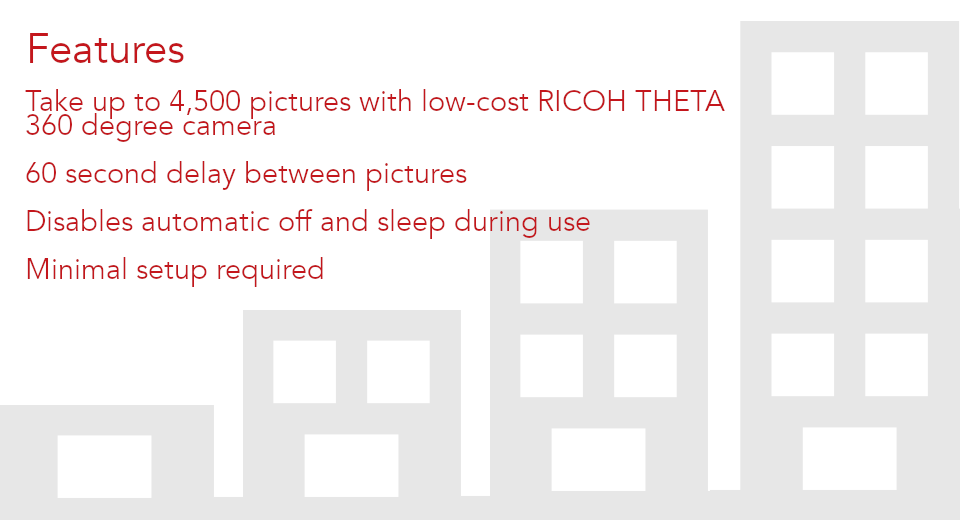 Features
Take up to 4,500 pictures with low-cost RICOH THETA
360 degree camera
60 second delay between pictures
Disables automatic off and sleep during use
Minimal setup required